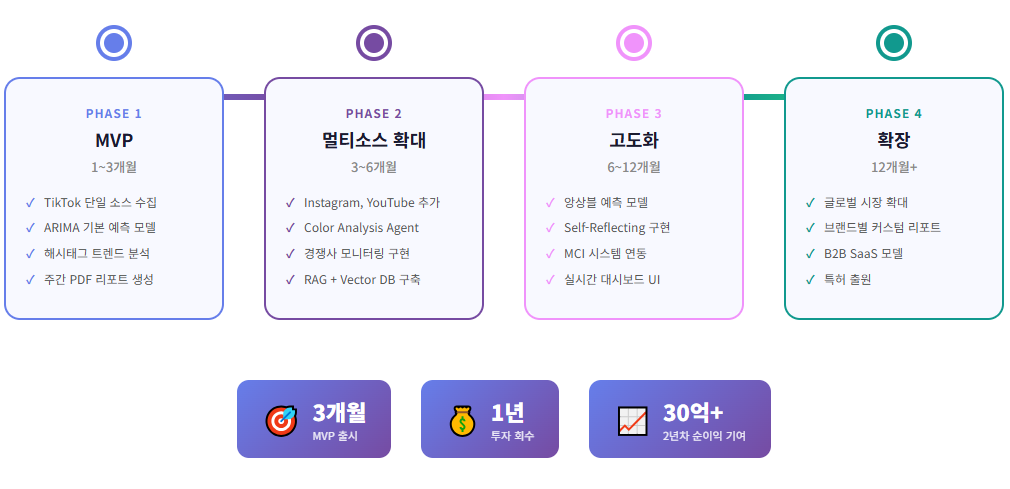 PHASE 1
MVP
1~3개월
✓ TikTok 단일 소스 수집
✓ ARIMA 기본 예측 모델
✓ 해시태그 트렌드 분석
✓ 주간 PDF 리포트 생성
PHASE 2
멀티소스 확대
3~6개월
✓ Instagram, YouTube 추가
✓ Color Analysis Agent
✓ 경쟁사 모니터링 구현
✓ RAG + Vector DB 구축
PHASE 3
고도화
6~12개월
✓ 앙상블 예측 모델
✓ Self-Reflecting 구현
✓ MCI 시스템 연동
✓ 실시간 대시보드 UI
PHASE 4
확장
12개월+
✓ 글로벌 시장 확대
✓ 브랜드별 커스텀 리포트
✓ B2B SaaS 모델
✓ 특허 출원
3개월
MVP 출시
1년
투자 회수
30억+
2년차 순이익 기여